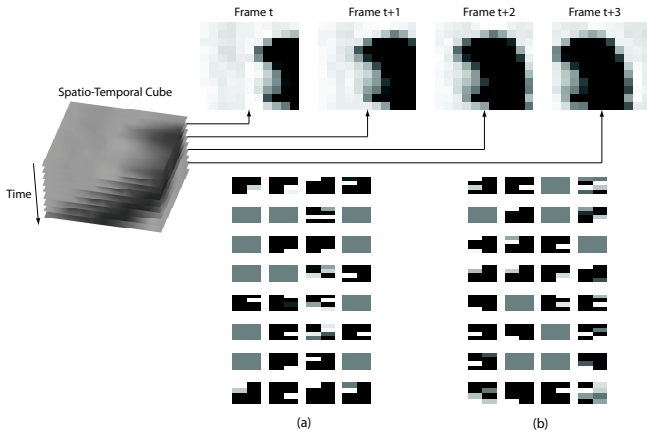 Frame t
Frame t+1
Frame t+2
Frame t+3
Spatio-Temporal Cube
Time
(a)
(b)